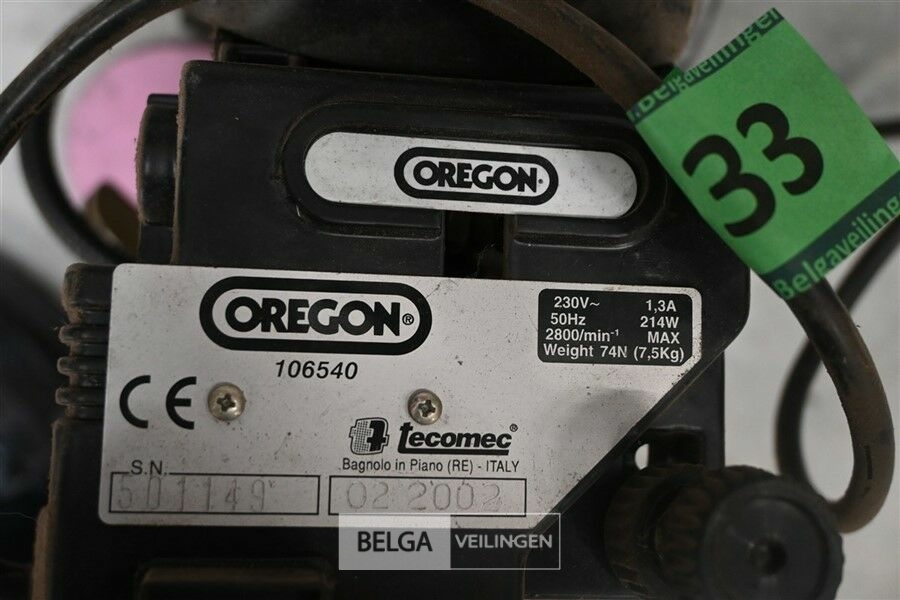 Belgaveilingen
33
Belgaveilingen
OREGON
OREGON®
106540
230V~ 1,3A
50Hz 214W
2800/min⁻¹ MAX
Weight 74N (7,5Kg)
CE
tecomec®
Bagnolo in Piano (RE) - ITALY
S.N.
501149
02 2002
BELGA VEILINGEN